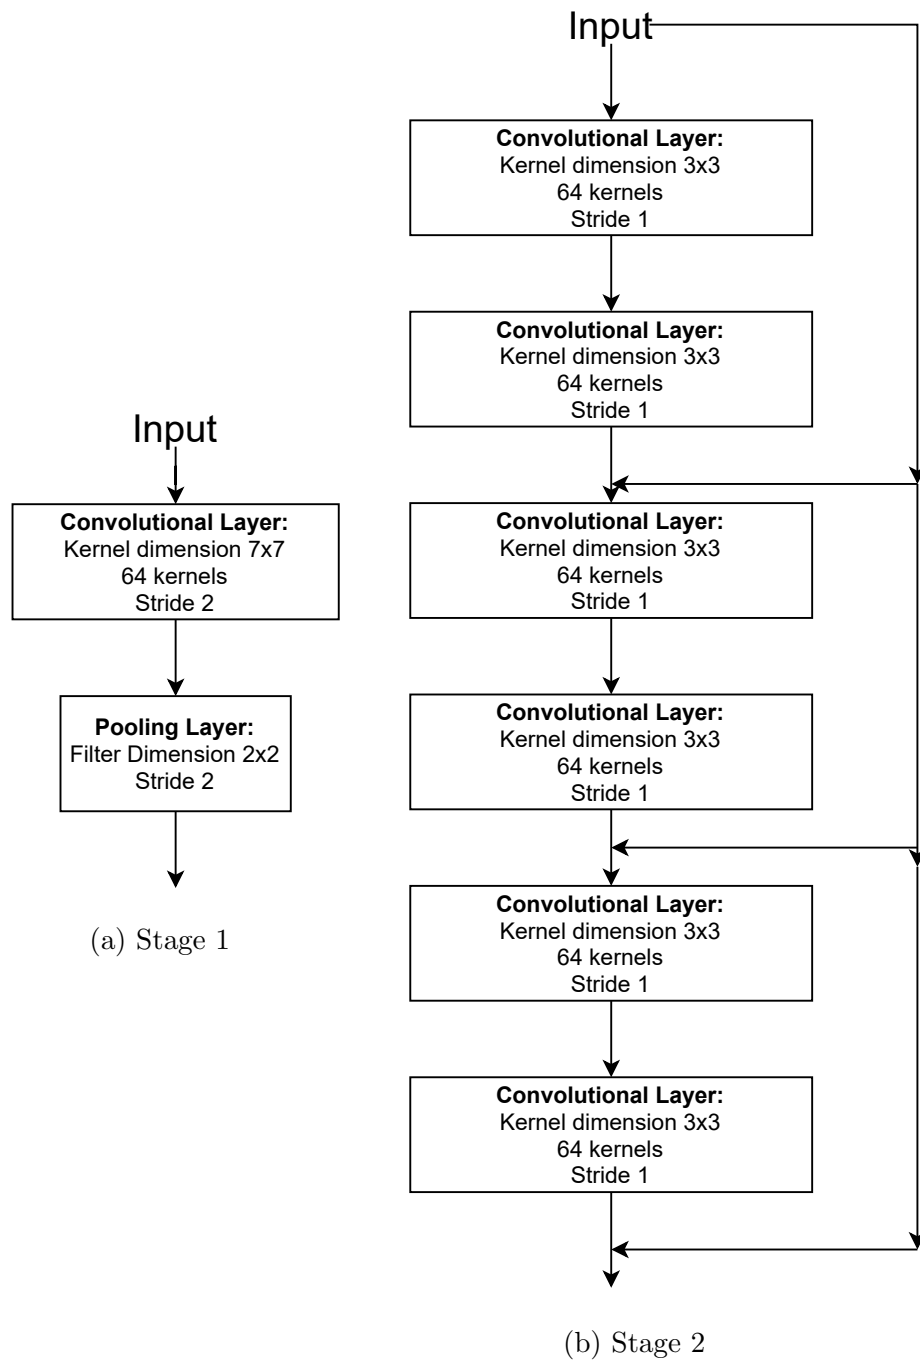 Input
Convolutional Layer:
Kernel dimension 7x7
64 kernels
Stride 2
Pooling Layer:
Filter Dimension 2x2
Stride 2
(a) Stage 1
Input
Convolutional Layer:
Kernel dimension 3x3
64 kernels
Stride 1
Convolutional Layer:
Kernel dimension 3x3
64 kernels
Stride 1
Convolutional Layer:
Kernel dimension 3x3
64 kernels
Stride 1
Convolutional Layer:
Kernel dimension 3x3
64 kernels
Stride 1
Convolutional Layer:
Kernel dimension 3x3
64 kernels
Stride 1
Convolutional Layer:
Kernel dimension 3x3
64 kernels
Stride 1
(b) Stage 2